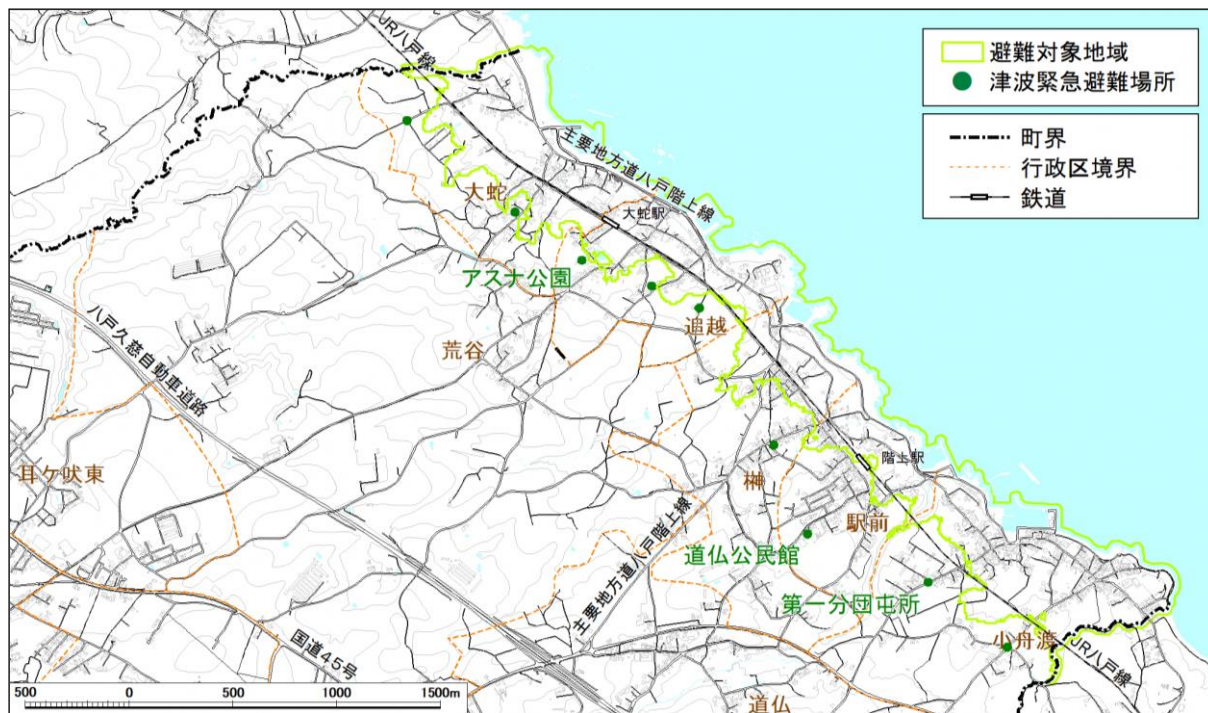 JR八戸線
避難対象地域
津波緊急避難場所
町界
行政区境界
鉄道
主要地方道八戸階上線
大蛇
大蛇駅
アスナ公園
追越
荒谷
八戸久慈自動車道路
耳ケ吠東
榊
階上駅
駅前
道仏公民館
主要地方道八戸階上線
第一分団屯所
小舟渡
JR八戸線
国道45号
道仏
500 0 500 1000 1500m